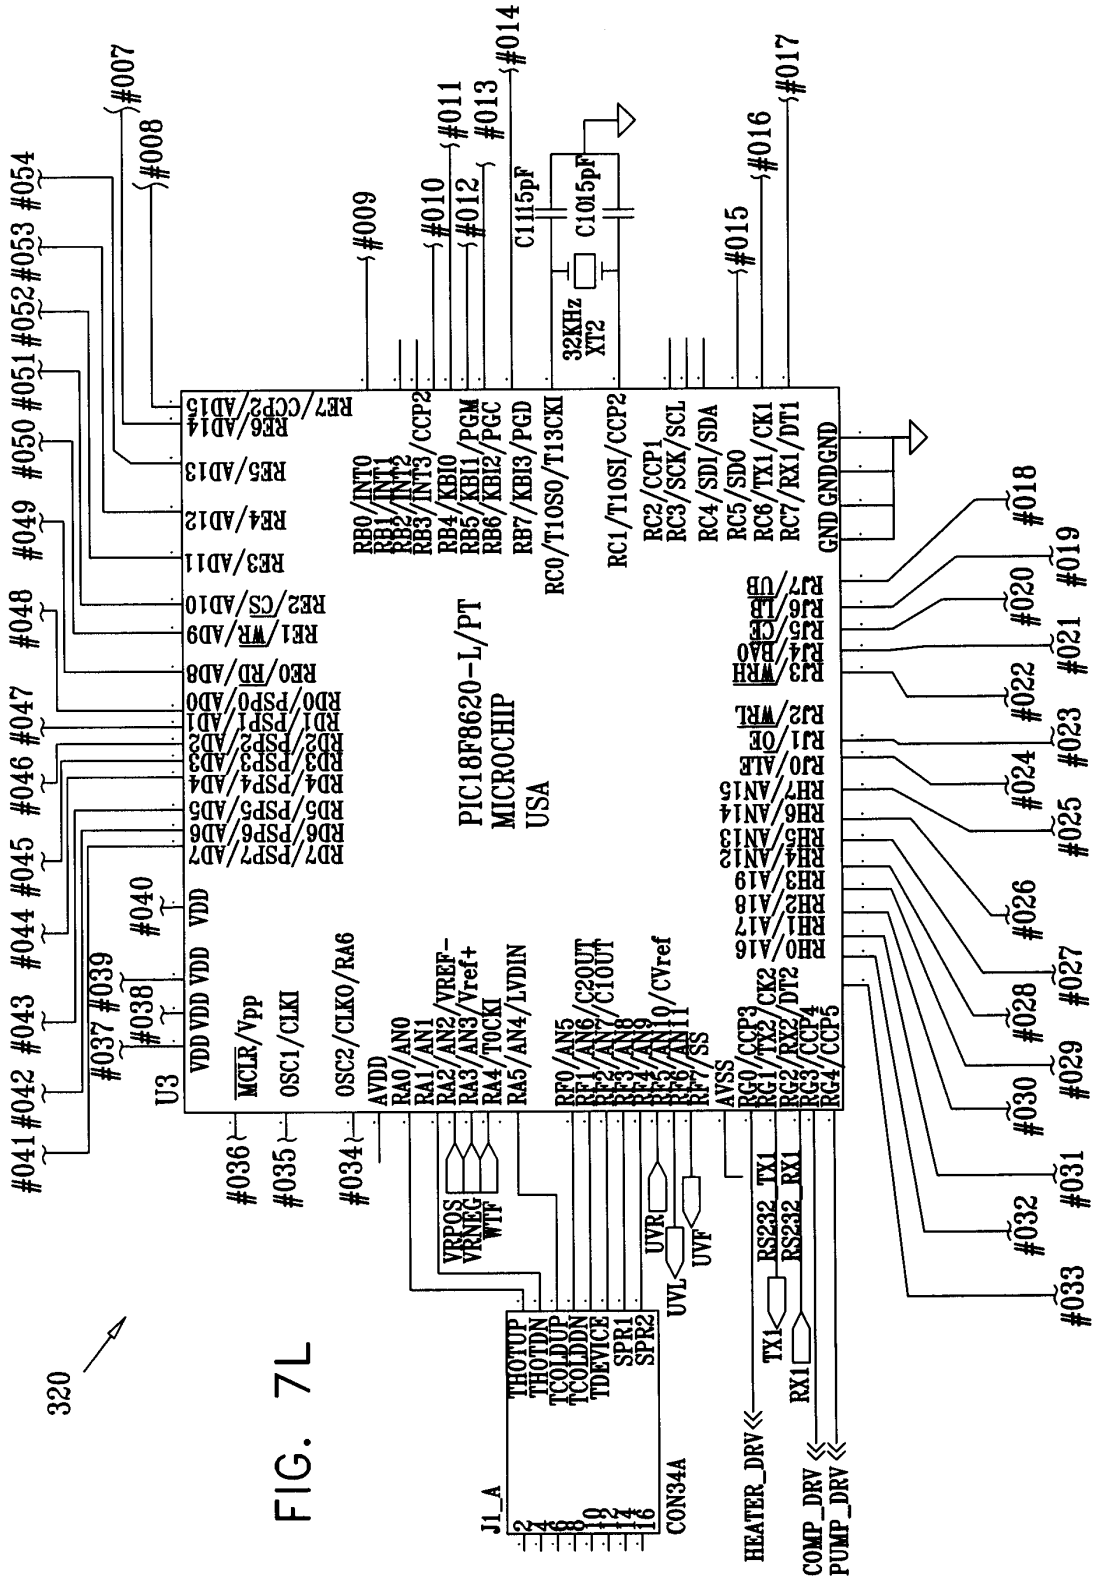 FIG. 7L
320
#041
#042
#043
#044
#045
#046
#047
#048
#049
#050
#051
#052
#053
#054
#007
#008
#037
#038
#039
#040
VDD
VDD
VDD
VDD
AD7/PSP7/RD7
AD6/PSP6/RD6
AD5/PSP5/RD5
AD4/PSP4/RD4
AD3/PSP3/RD3
AD2/PSP2/RD2
AD1/PSP1/RD1
AD0/PSP0/RD0
AD8/RD/RE0
AD9/WR/RE1
AD10/CS/RE2
AD11/RE3
AD12/RE4
AD13/RE5
AD14/RE6
AD15/CCP2/RE7
U3
#036
MCLR/Vpp
#035
OSC1/CLKI
#034
OSC2/CLKO/RA6
AVDD
RA0/AN0
RA1/AN1
RA2/AN2/VREF-
RA3/AN3/Vref+
RA4/TOCKI
RA5/AN4/LVDIN
VRPOS
VRNEG
WTF
RF0/AN5
RF1/AN6/C2OUT
RF2/AN7/C1OUT
RF3/AN8
RF4/AN9
RF5/AN10/CVref
RF6/AN11
RF7/SS
UVR
UVL
UVF
AVSS
RG0/CCP3
RG1/TX2/CK2
RG2/RX2/DT2
RG3/CCP4
RG4/CCP5
RS232_TX1
RS232_RX1
TX1
RX1
HEATER_DRV
COMP_DRV
PUMP_DRV
J1_A
2
4
6
8
10
12
14
16
THOTUP
THOTDN
TCOLDUP
TCOLDDN
TDEVICE
SPR1
SPR2
CON34A
PIC18F8620-L/PT
MICROCHIP
USA
RB0/INT0
RB1/INT1
RB2/INT2
RB3/INT3/CCP2
RB4/KBI0
RB5/KBI1/PGM
RB6/KBI2/PGC
RB7/KBI3/PGD
RC0/T1OSO/T13CKI
RC1/T1OSI/CCP2
RC2/CCP1
RC3/SCK/SCL
RC4/SDI/SDA
RC5/SDO
RC6/TX1/CK1
RC7/RX1/DT1
#009
#010
#011
#012
#013
#014
C1115pF
C1015pF
32KHz
XT2
#015
#016
#017
RH0/A16
RH1/A17
RH2/A18
RH3/A19
RH4/AN12
RH5/AN13
RH6/AN14
RH7/AN15
RJ0/ALE
RJ1/OE
RJ2/WRL
RJ3/WRH
RJ4/BA0
RJ5/CE
RJ6/LB
RJ7/UB
GND
GND
GND
#033
#032
#031
#030
#029
#028
#027
#026
#025
#024
#023
#022
#021
#020
#019
#018